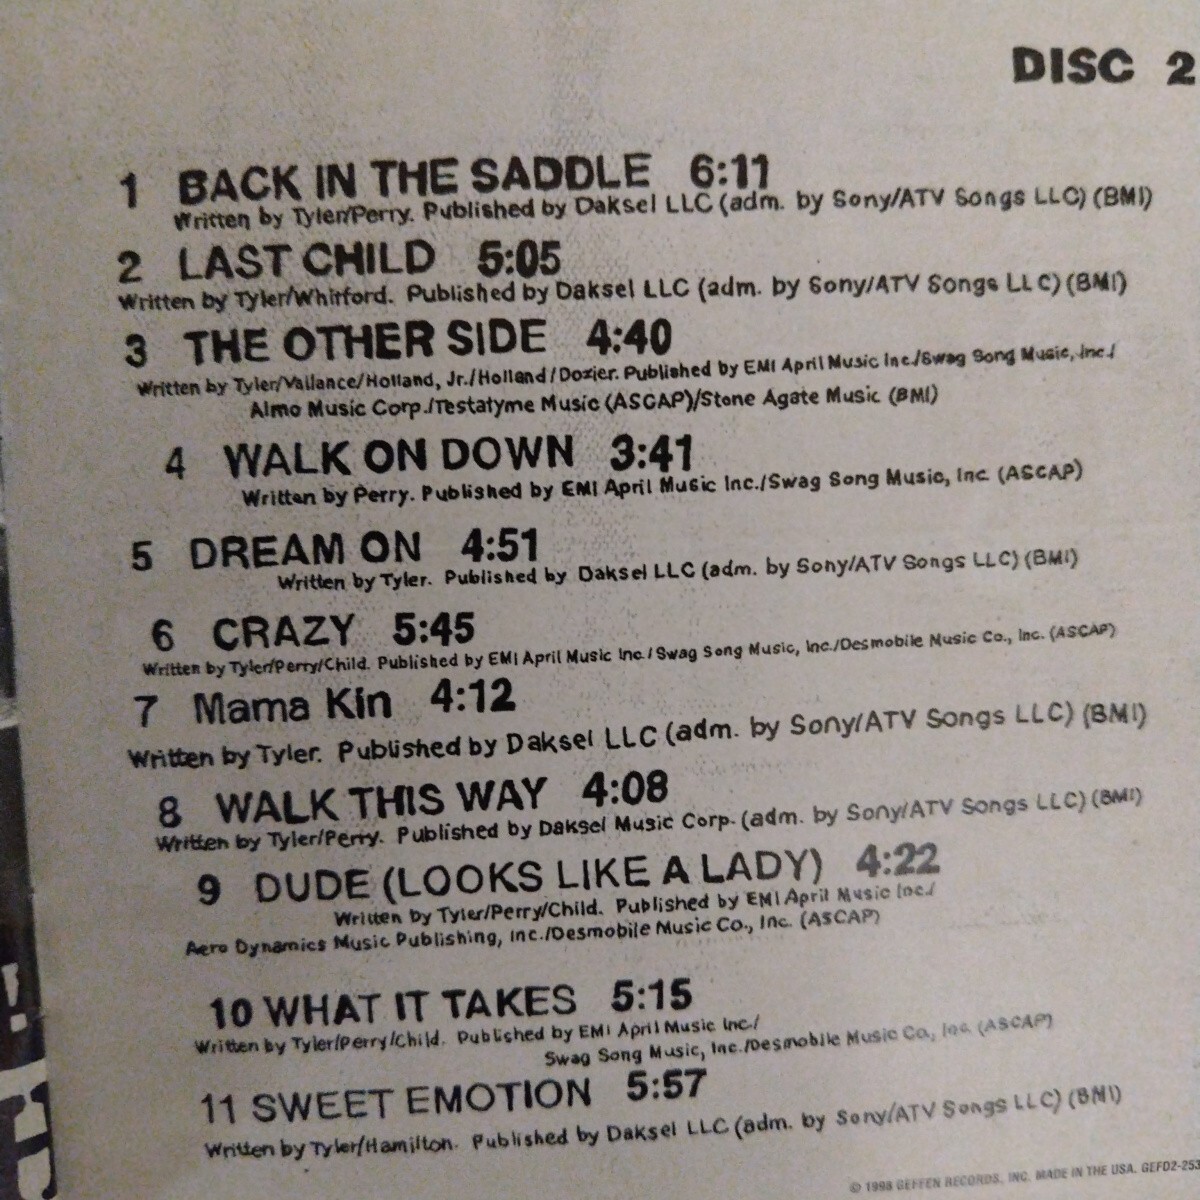 DISC 2
1 BACK IN THE SADDLE 6:11
Written by Tyler/Perry. Published by Daksel LLC (adm. by Sony/ATV Songs LLC) (BMI)
2 LAST CHILD 5:05
Written by Tyler/Whitford. Published by Daksel LLC (adm. by Sony/ATV Songs LLC) (BMI)
3 THE OTHER SIDE 4:40
Written by Tyler/Vallance/Holland, Jr./Holland/Dozier. Published by EMI April Music Inc./Swag Song Music, Inc./
Almo Music Corp./Testatyme Music (ASCAP)/Stone Agate Music (BMI)
4 WALK ON DOWN 3:41
Written by Perry. Published by EMI April Music Inc./Swag Song Music, Inc. (ASCAP)
5 DREAM ON 4:51
Written by Tyler. Published by Daksel LLC (adm. by Sony/ATV Songs LLC) (BMI)
6 CRAZY 5:45
Written by Tyler/Perry/Child. Published by EMI April Music Inc./Swag Song Music, Inc./Desmobile Music Co., Inc. (ASCAP)
7 Mama Kin 4:12
Written by Tyler. Published by Daksel LLC (adm. by Sony/ATV Songs LLC) (BMI)
8 WALK THIS WAY 4:08
Written by Tyler/Perry. Published by Daksel Music Corp. (adm. by Sony/ATV Songs LLC) (BMI)
9 DUDE (LOOKS LIKE A LADY) 4:22
Written by Tyler/Perry/Child. Published by EMI April Music Inc./
Aero Dynamics Music Publishing, Inc./Desmobile Music Co., Inc. (ASCAP)
10 WHAT IT TAKES 5:15
Written by Tyler/Perry/Child. Published by EMI April Music Inc./
Swag Song Music, Inc./Desmobile Music Co., Inc. (ASCAP)
11 SWEET EMOTION 5:57
Written by Tyler/Hamilton. Published by Daksel LLC (adm. by Sony/ATV Songs LLC) (BMI)
© 1998 GEFFEN RECORDS, INC. MADE IN THE USA. GEFD2-253